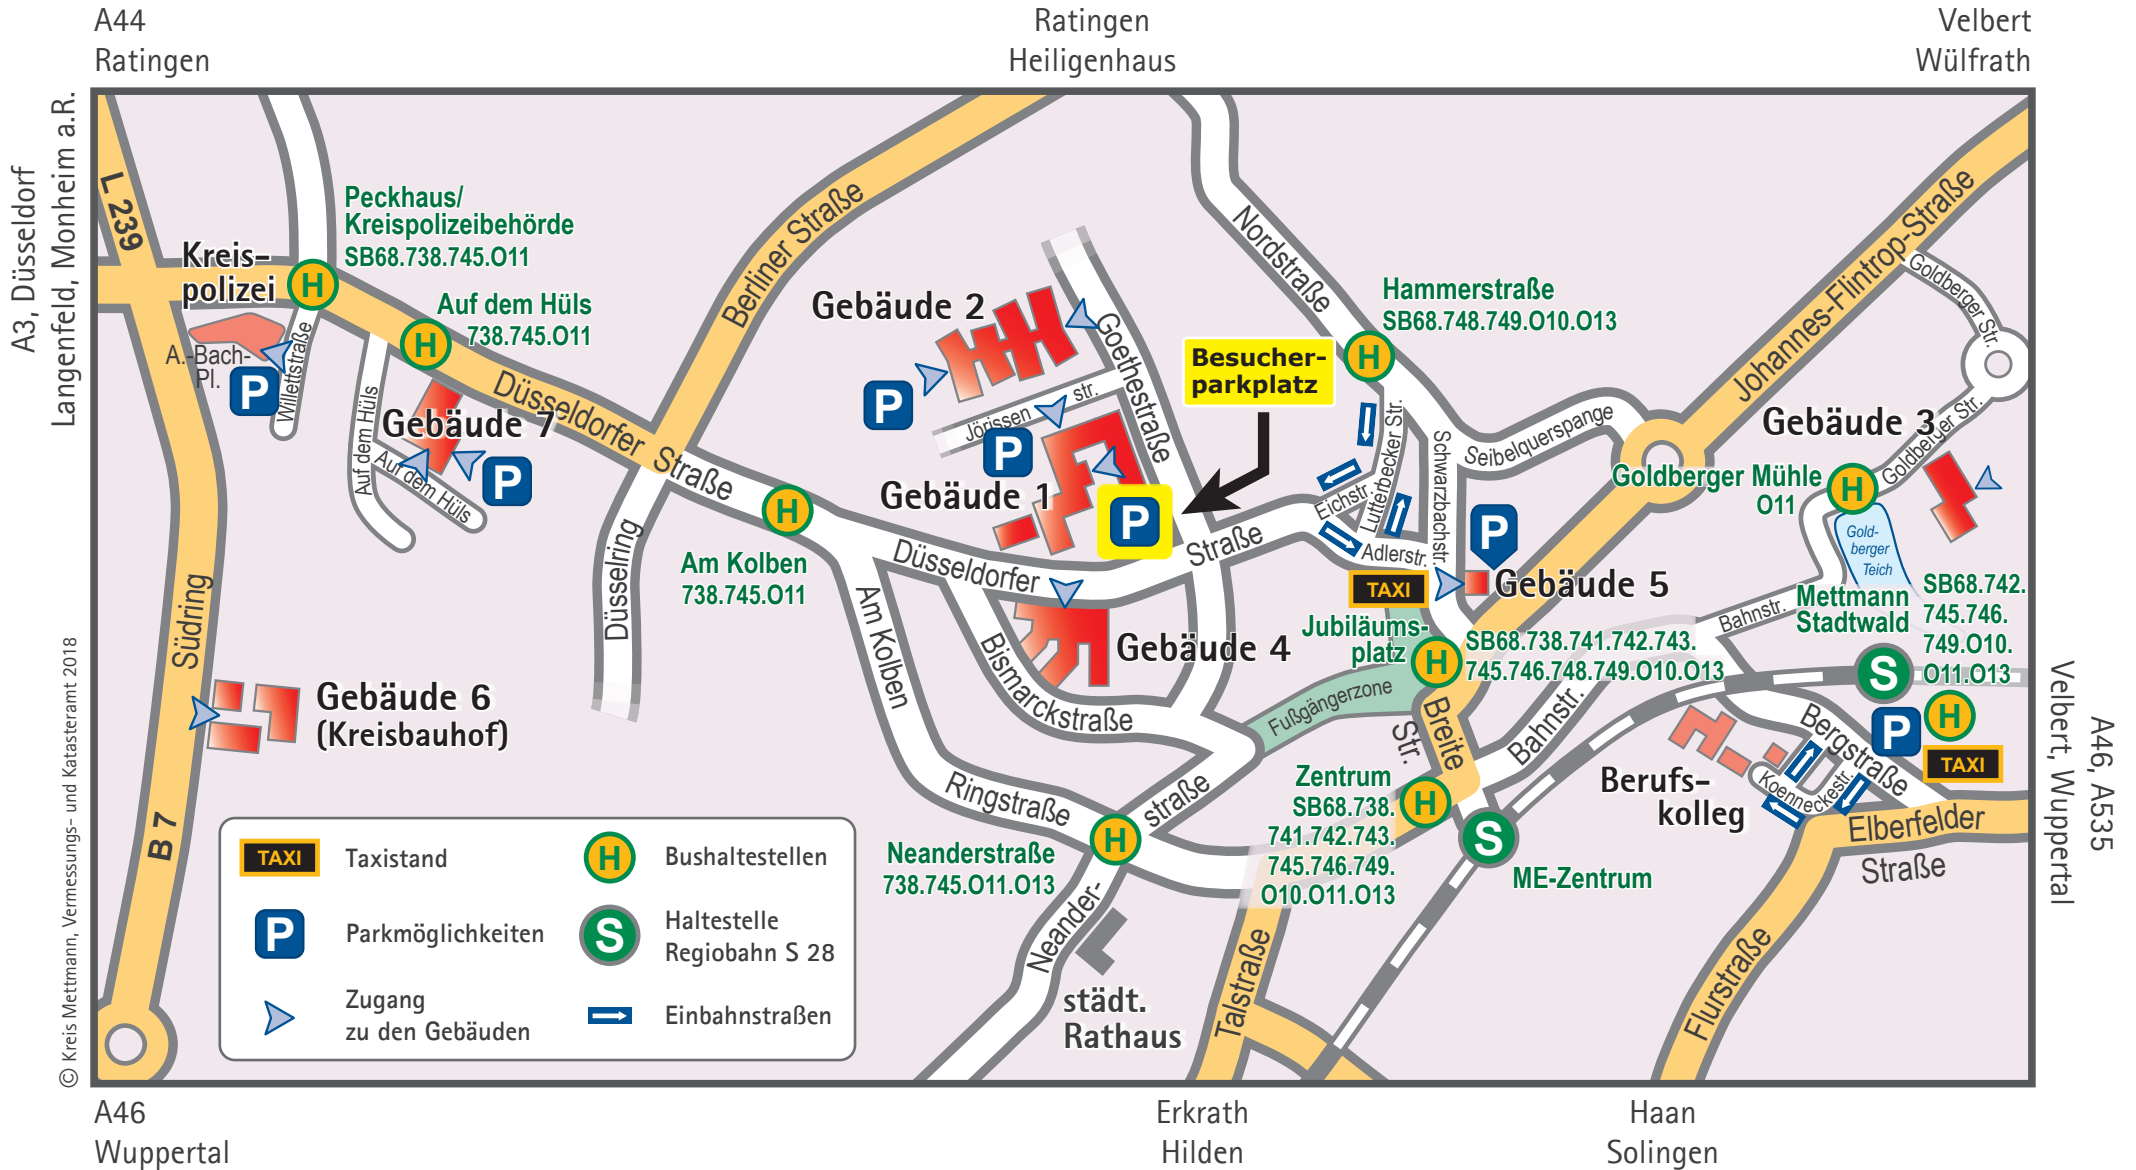 A44
Ratingen
Ratingen
Heiligenhaus
Velbert
Wülfrath
A3, Düsseldorf
Langenfeld, Monheim a.R.
L 239
Peckhaus/
Kreispolizeibehörde
SB68.738.745.O11
Kreis-
polizei
H
Auf dem Hüls
738.745.O11
H
A.-Bach-
Pl.
P
Willettstraße
Auf dem Hüls
Gebäude 7
P
Auf dem Hüls
Düsseldorfer Straße
Berliner Straße
Düsselring
H
Am Kolben
738.745.O11
Gebäude 2
P
Jörissen str.
P
Goethestraße
Gebäude 1
P
Besucher-
parkplatz
Nordstraße
Hammerstraße
SB68.748.749.O10.O13
H
Johannes-Flintrop-Straße
Goldberger Str.
Gebäude 3
Goldberger Str.
Goldberger Mühle
O11
H
Gold-
berger
Teich
Seibelquerspange
Schwarzbachstr.
Lutterbecker Str.
Eichstr.
Adlerstr.
P
TAXI
Gebäude 5
Düsseldorfer Straße
Gebäude 4
Am Kolben
Bismarckstraße
Jubiläums-
platz
H
SB68.738.741.742.743.
745.746.748.749.O10.O13
Fußgängerzone
Breite
Str.
Bahnstr.
Bahnstr.
Mettmann
Stadtwald
SB68.742.
745.746.
749.O10.
O11.O13
S
P
H
TAXI
Südring
Gebäude 6
(Kreisbauhof)
B 7
Ringstraße
Neanderstraße
738.745.O11.O13
H
Neander-
straße
Zentrum
SB68.738.
741.742.743.
745.746.749.
O10.O11.O13
H
S
ME-Zentrum
Berufs-
kolleg
Koenneckestr.
Bergstraße
Elberfelder
Straße
Flurstraße
Talstraße
städt.
Rathaus
TAXI
Taxistand
H
Bushaltestellen
P
Parkmöglichkeiten
S
Haltestelle
Regiobahn S 28
Zugang
zu den Gebäuden
Einbahnstraßen
© Kreis Mettmann, Vermessungs- und Katasteramt 2018
A46, A535
Velbert, Wuppertal
A46
Wuppertal
Erkrath
Hilden
Haan
Solingen